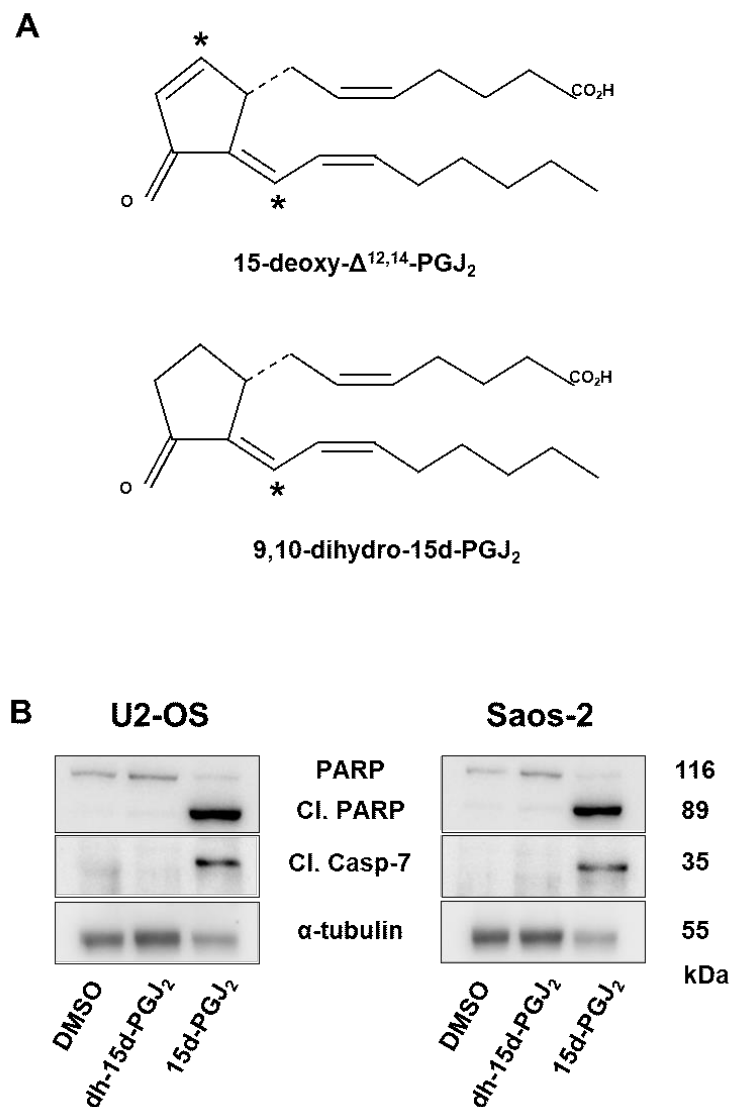 A
*
CO₂H
O
*
15-deoxy-Δ¹²,¹⁴-PGJ₂
CO₂H
O
*
9,10-dihydro-15d-PGJ₂
B
U2-OS
Saos-2
PARP
116
Cl. PARP
89
Cl. Casp-7
35
α-tubulin
55
kDa
DMSO
dh-15d-PGJ₂
15d-PGJ₂
DMSO
dh-15d-PGJ₂
15d-PGJ₂